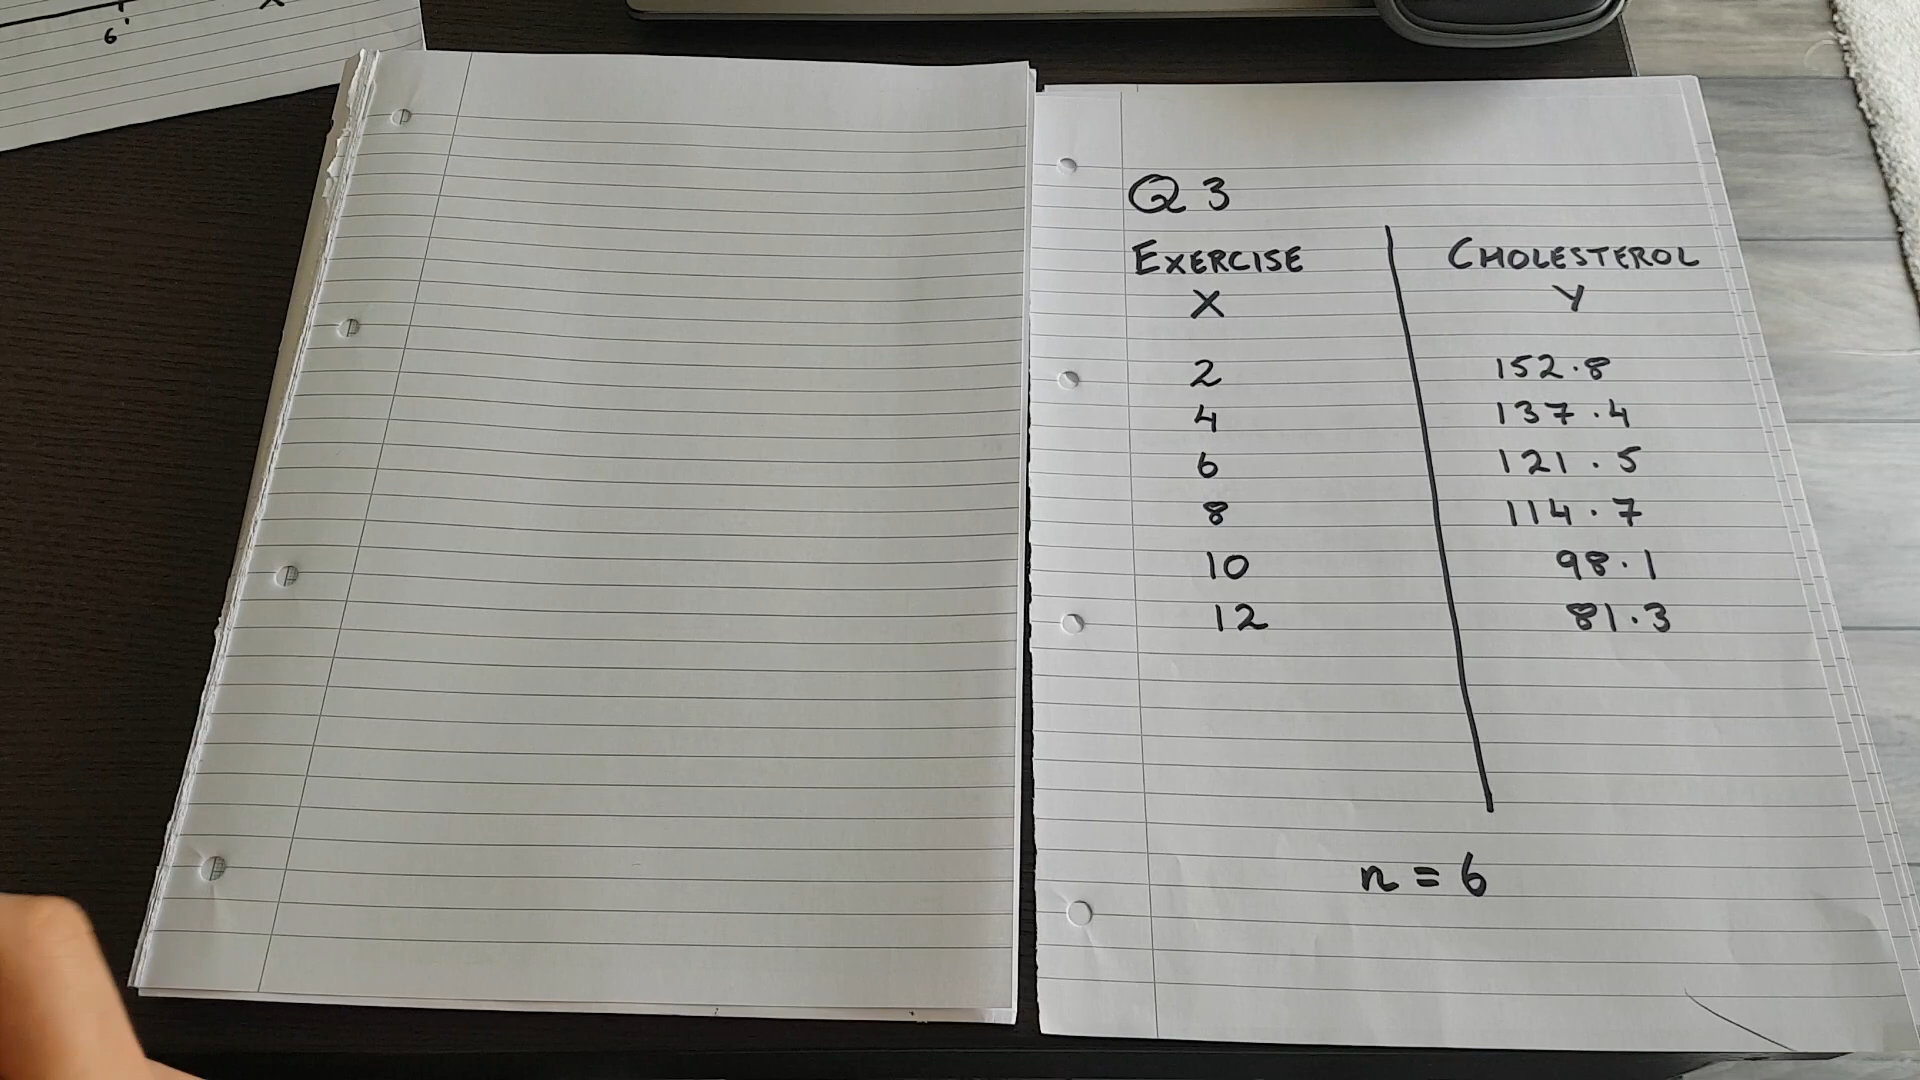 6
Q3
EXERCISE CHOLESTEROL
X Y
2 152.8
4 137.4
6 121.5
8 114.7
10 98.1
12 81.3
n = 6